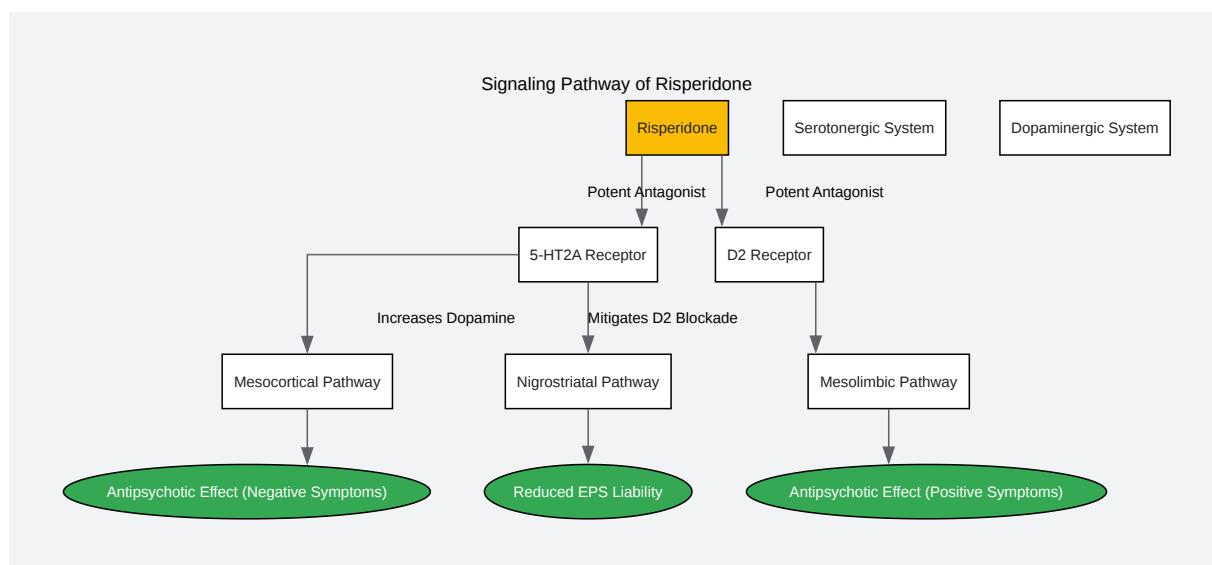 Signaling Pathway of Risperidone
Risperidone
Serotonergic System
Dopaminergic System
Potent Antagonist
Potent Antagonist
5-HT2A Receptor
D2 Receptor
Increases Dopamine
Mitigates D2 Blockade
Mesocortical Pathway
Nigrostriatal Pathway
Mesolimbic Pathway
Antipsychotic Effect (Negative Symptoms)
Reduced EPS Liability
Antipsychotic Effect (Positive Symptoms)